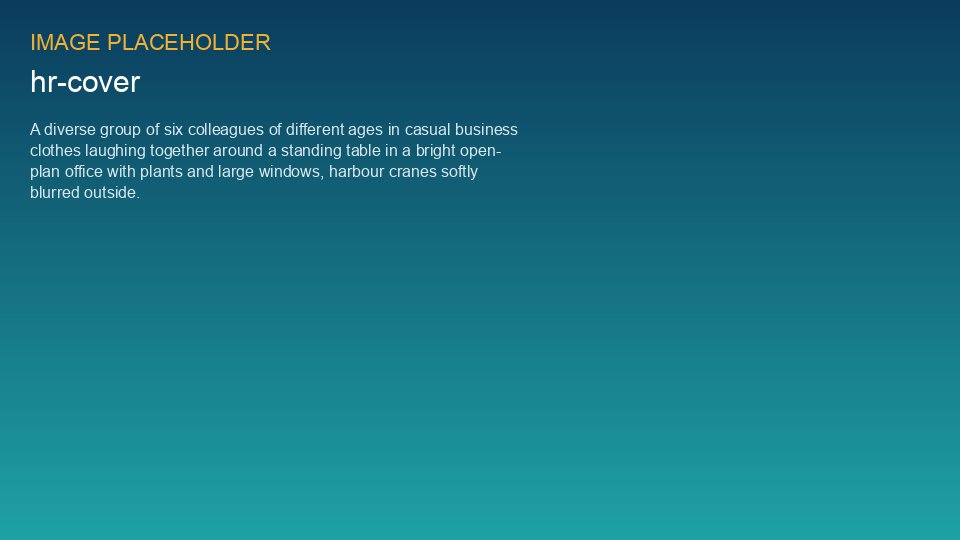 IMAGE PLACEHOLDER
hr-cover
A diverse group of six colleagues of different ages in casual business
clothes laughing together around a standing table in a bright open-
plan office with plants and large windows, harbour cranes softly
blurred outside.